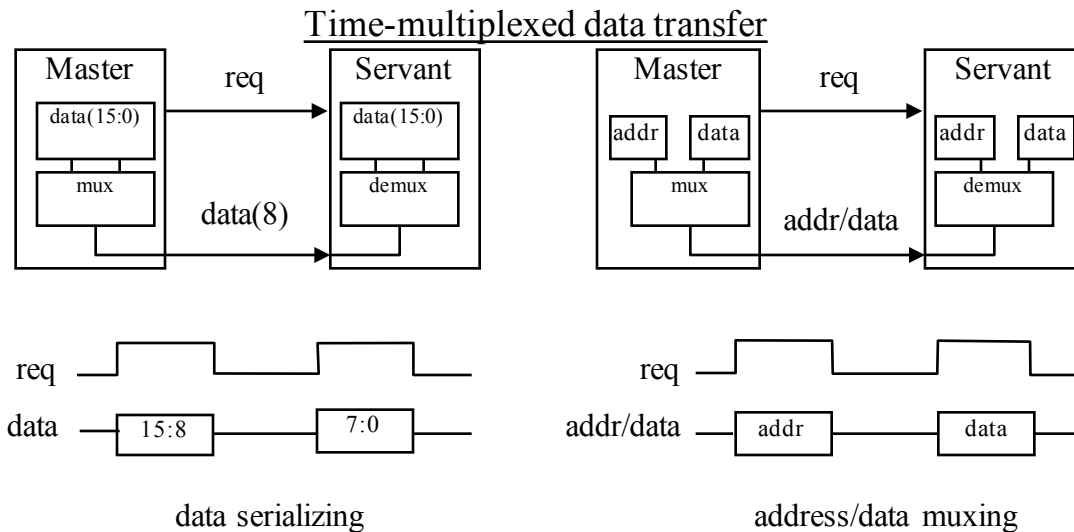 Time-multiplexed data transfer
Master
req
Servant
data(15:0)
data(15:0)
mux
demux
data(8)
Master
req
Servant
addr
data
addr
data
mux
demux
addr/data
req
data
15:8
7:0
data serializing
req
addr/data
addr
data
address/data muxing